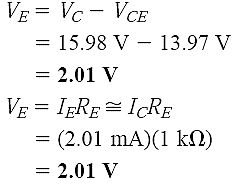 V_E = V_C − V_CE
= 15.98 V − 13.97 V
= 2.01 V
V_E = I_E R_E ≅ I_C R_E
= (2.01 mA)(1 kΩ)
= 2.01 V